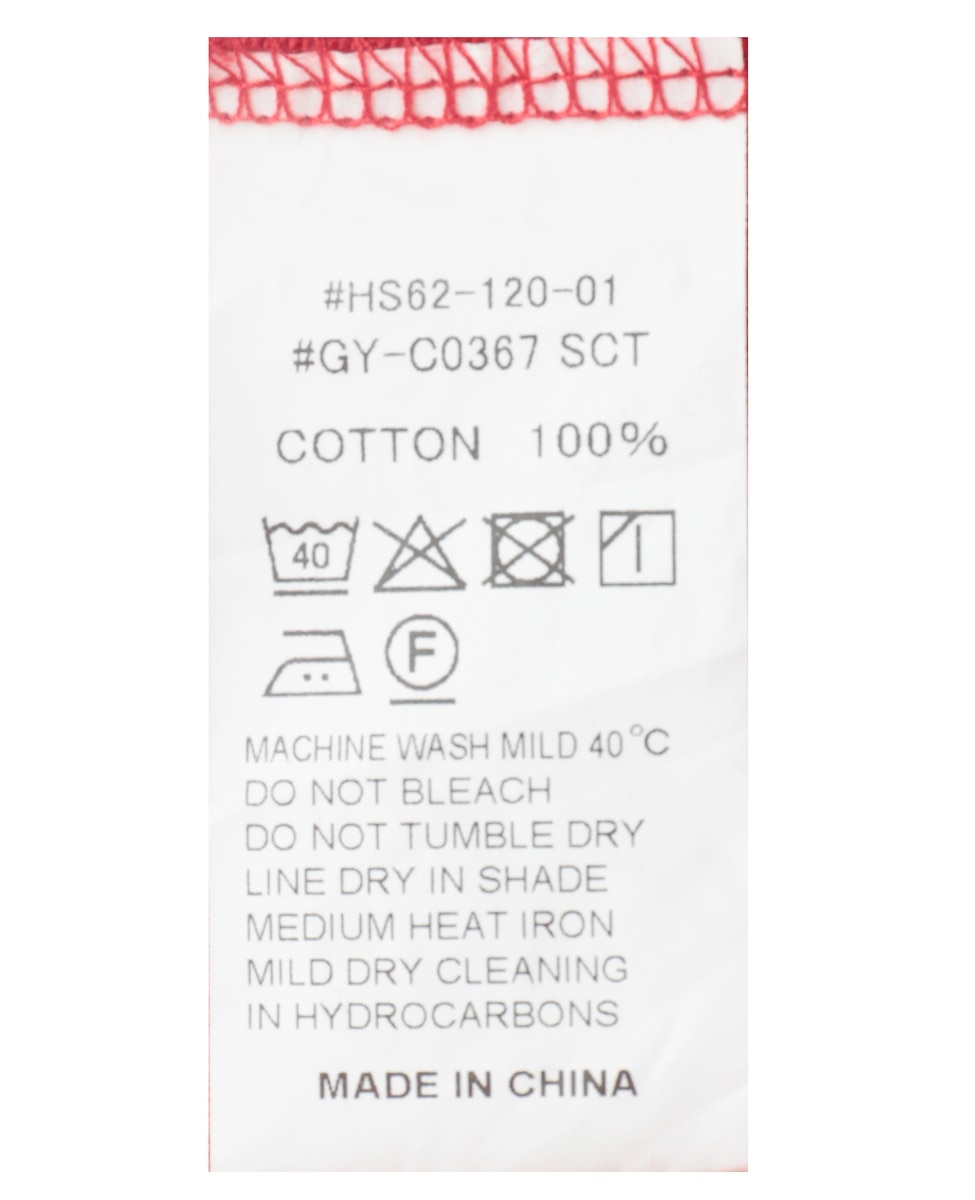 #HS62-120-01
#GY-C0367 SCT
COTTON 100%
40
F
MACHINE WASH MILD 40°C
DO NOT BLEACH
DO NOT TUMBLE DRY
LINE DRY IN SHADE
MEDIUM HEAT IRON
MILD DRY CLEANING
IN HYDROCARBONS
MADE IN CHINA